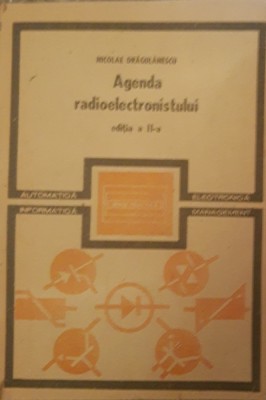 NICOLAE DRĂGULĂNESCU
Agenda
radioelectronistului
ediția a II-a
AUTOMATICĂ
ELECTRONICĂ
INFORMATICĂ
MANAGEMENT